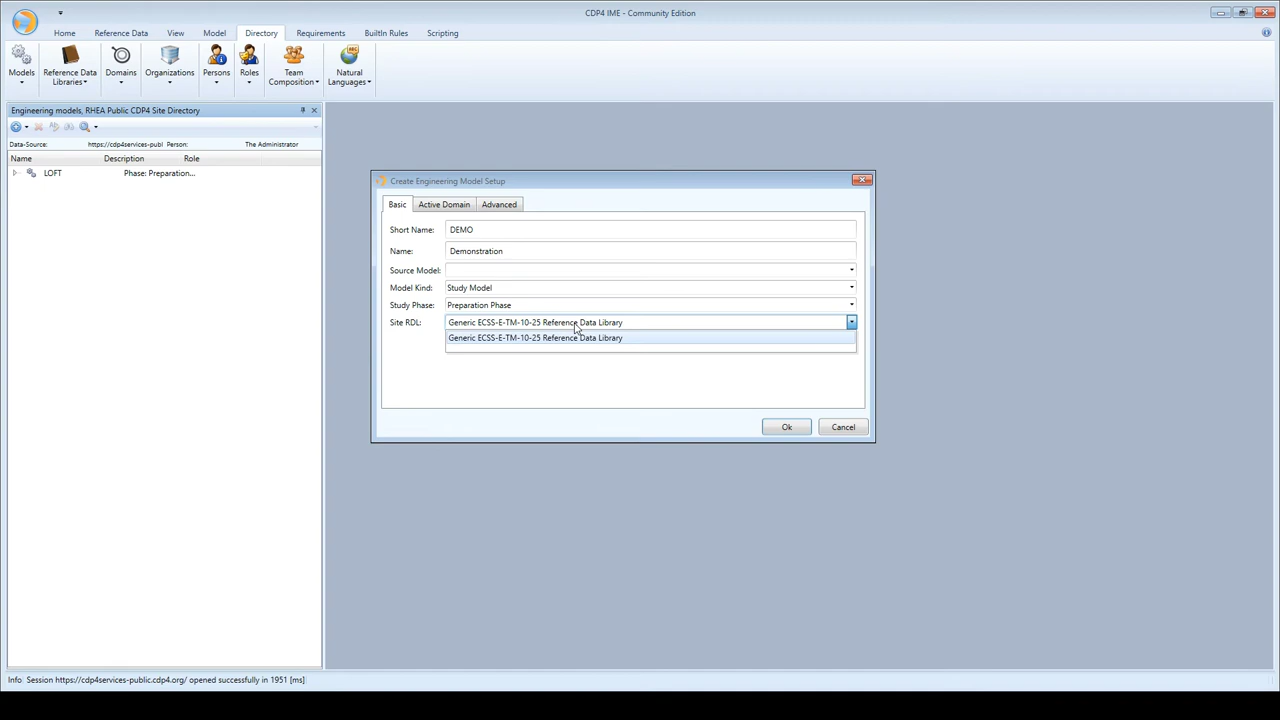 CDP4 IME - Community Edition
Home Reference Data View Model Directory Requirements BuiltIn Rules Scripting
Models Reference Data Libraries Domains Organizations Persons Roles Team Composition Natural Languages
Engineering models, RHEA Public CDP4 Site Directory
Data-Source: https://cdp4services-publ Person: The Administrator
Name Description Role
LOFT Phase: Preparation...
Create Engineering Model Setup
Basic Active Domain Advanced
Short Name: DEMO
Name: Demonstration
Source Model:
Model Kind: Study Model
Study Phase: Preparation Phase
Site RDL: Generic ECSS-E-TM-10-25 Reference Data Library
Generic ECSS-E-TM-10-25 Reference Data Library
Ok Cancel
Info: Session https://cdp4services-public.cdp4.org/ opened successfully in 1951 [ms]